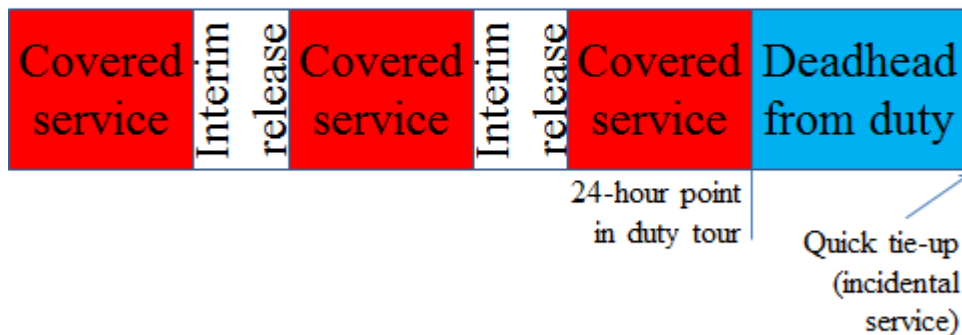 Covered
service
Interim
release
Covered
service
Interim
release
Covered
service
Deadhead
from duty
24-hour point
in duty tour
Quick tie-up
(incidental
service)